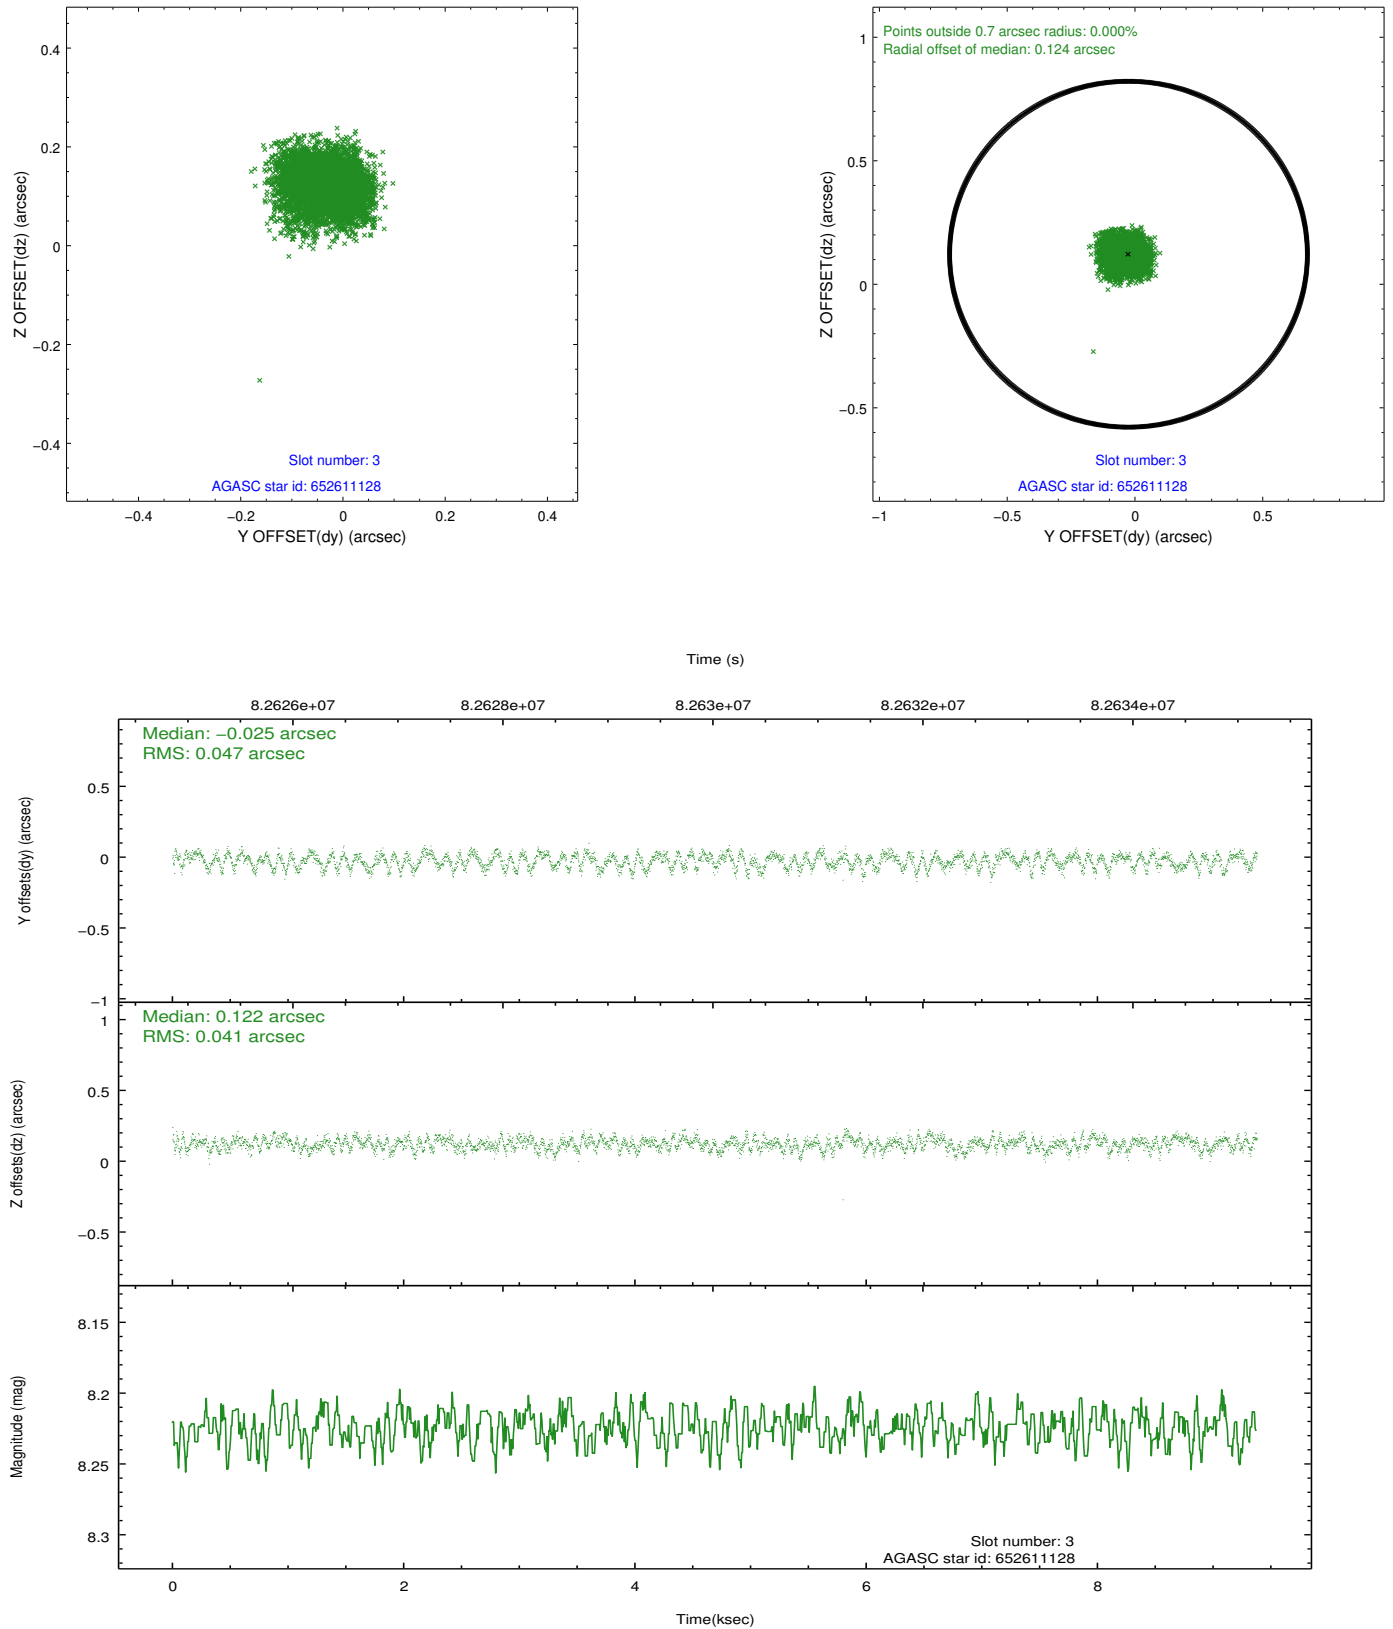 0.4
0.2
0
−0.2
−0.4
Z OFFSET(dz) (arcsec)
Slot number: 3
AGASC star id: 652611128
−0.4
−0.2
0
0.2
0.4
Y OFFSET(dy) (arcsec)
Points outside 0.7 arcsec radius: 0.000%
Radial offset of median: 0.124 arcsec
1
0.5
0
−0.5
Z OFFSET(dz) (arcsec)
Slot number: 3
AGASC star id: 652611128
−1
−0.5
0
0.5
Y OFFSET(dy) (arcsec)
Time (s)
8.2626e+07
8.2628e+07
8.263e+07
8.2632e+07
8.2634e+07
Median: −0.025 arcsec
RMS: 0.047 arcsec
0.5
0
−0.5
−1
Y offsets(dy) (arcsec)
Median: 0.122 arcsec
RMS: 0.041 arcsec
1
0.5
0
−0.5
Z offsets(dz) (arcsec)
8.15
8.2
8.25
8.3
Magnitude (mag)
Slot number: 3
AGASC star id: 652611128
0
2
4
6
8
Time(ksec)